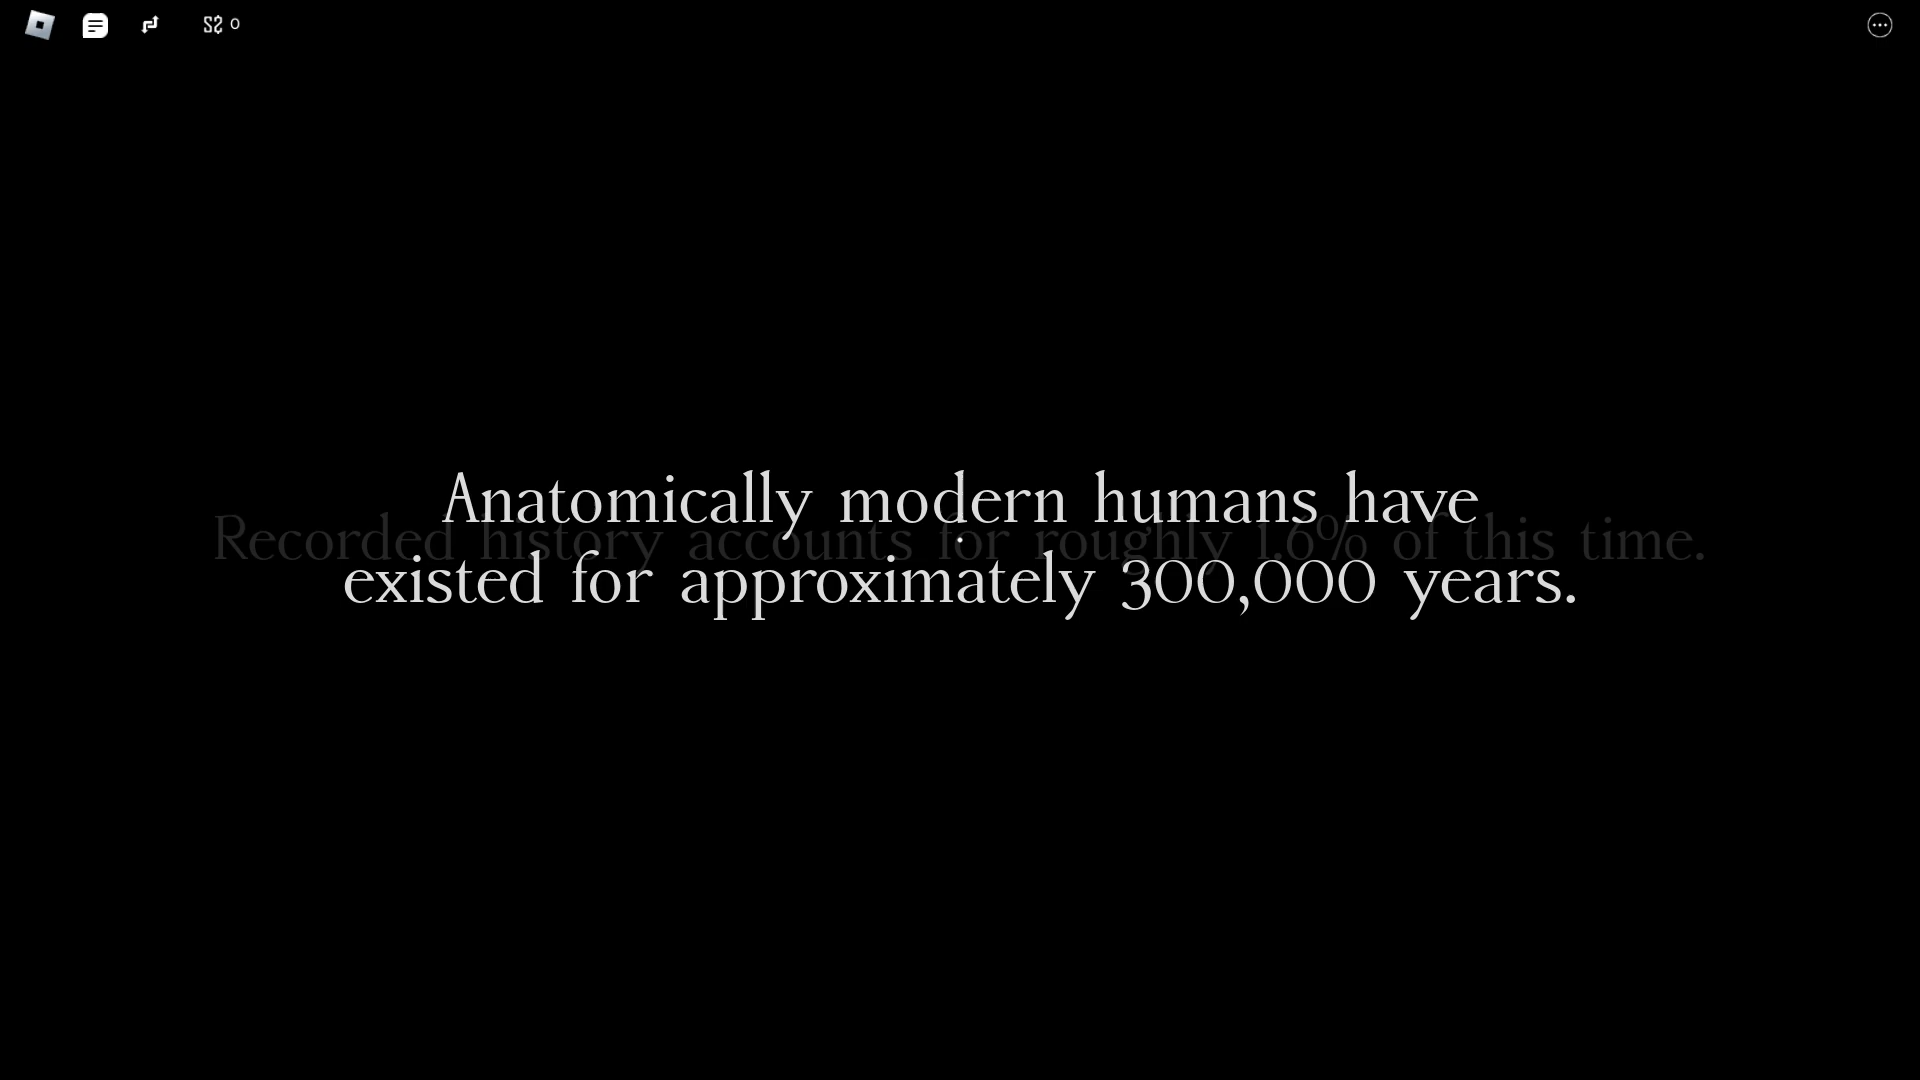 0
Anatomically modern humans have
Recorded history accounts for roughly 1.6% of this time.
existed for approximately 300,000 years.